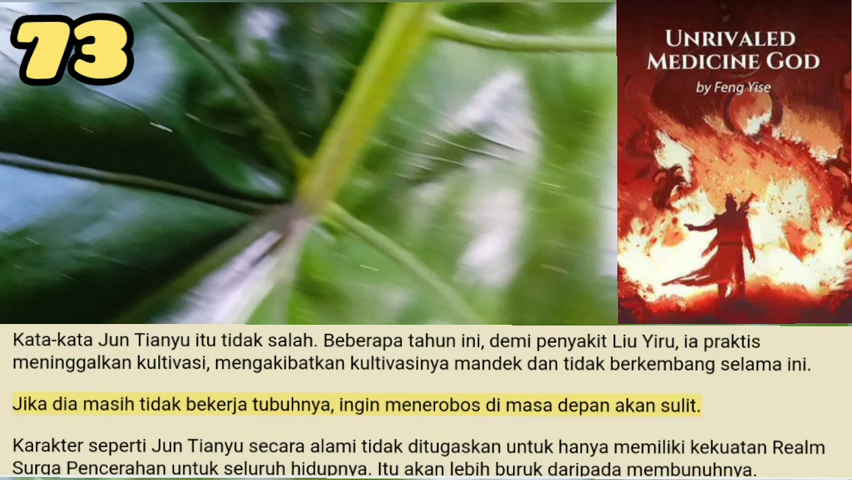 73
UNRIVALED
MEDICINE GOD
by Feng Yise
Kata-kata Jun Tianyu itu tidak salah. Beberapa tahun ini, demi penyakit Liu Yiru, ia praktis
meninggalkan kultivasi, mengakibatkan kultivasinya mandek dan tidak berkembang selama ini.
Jika dia masih tidak bekerja tubuhnya, ingin menerobos di masa depan akan sulit.
Karakter seperti Jun Tianyu secara alami tidak ditugaskan untuk hanya memiliki kekuatan Realm
Surga Pencerahan untuk seluruh hidupnya. Itu akan lebih buruk daripada membunuhnya.